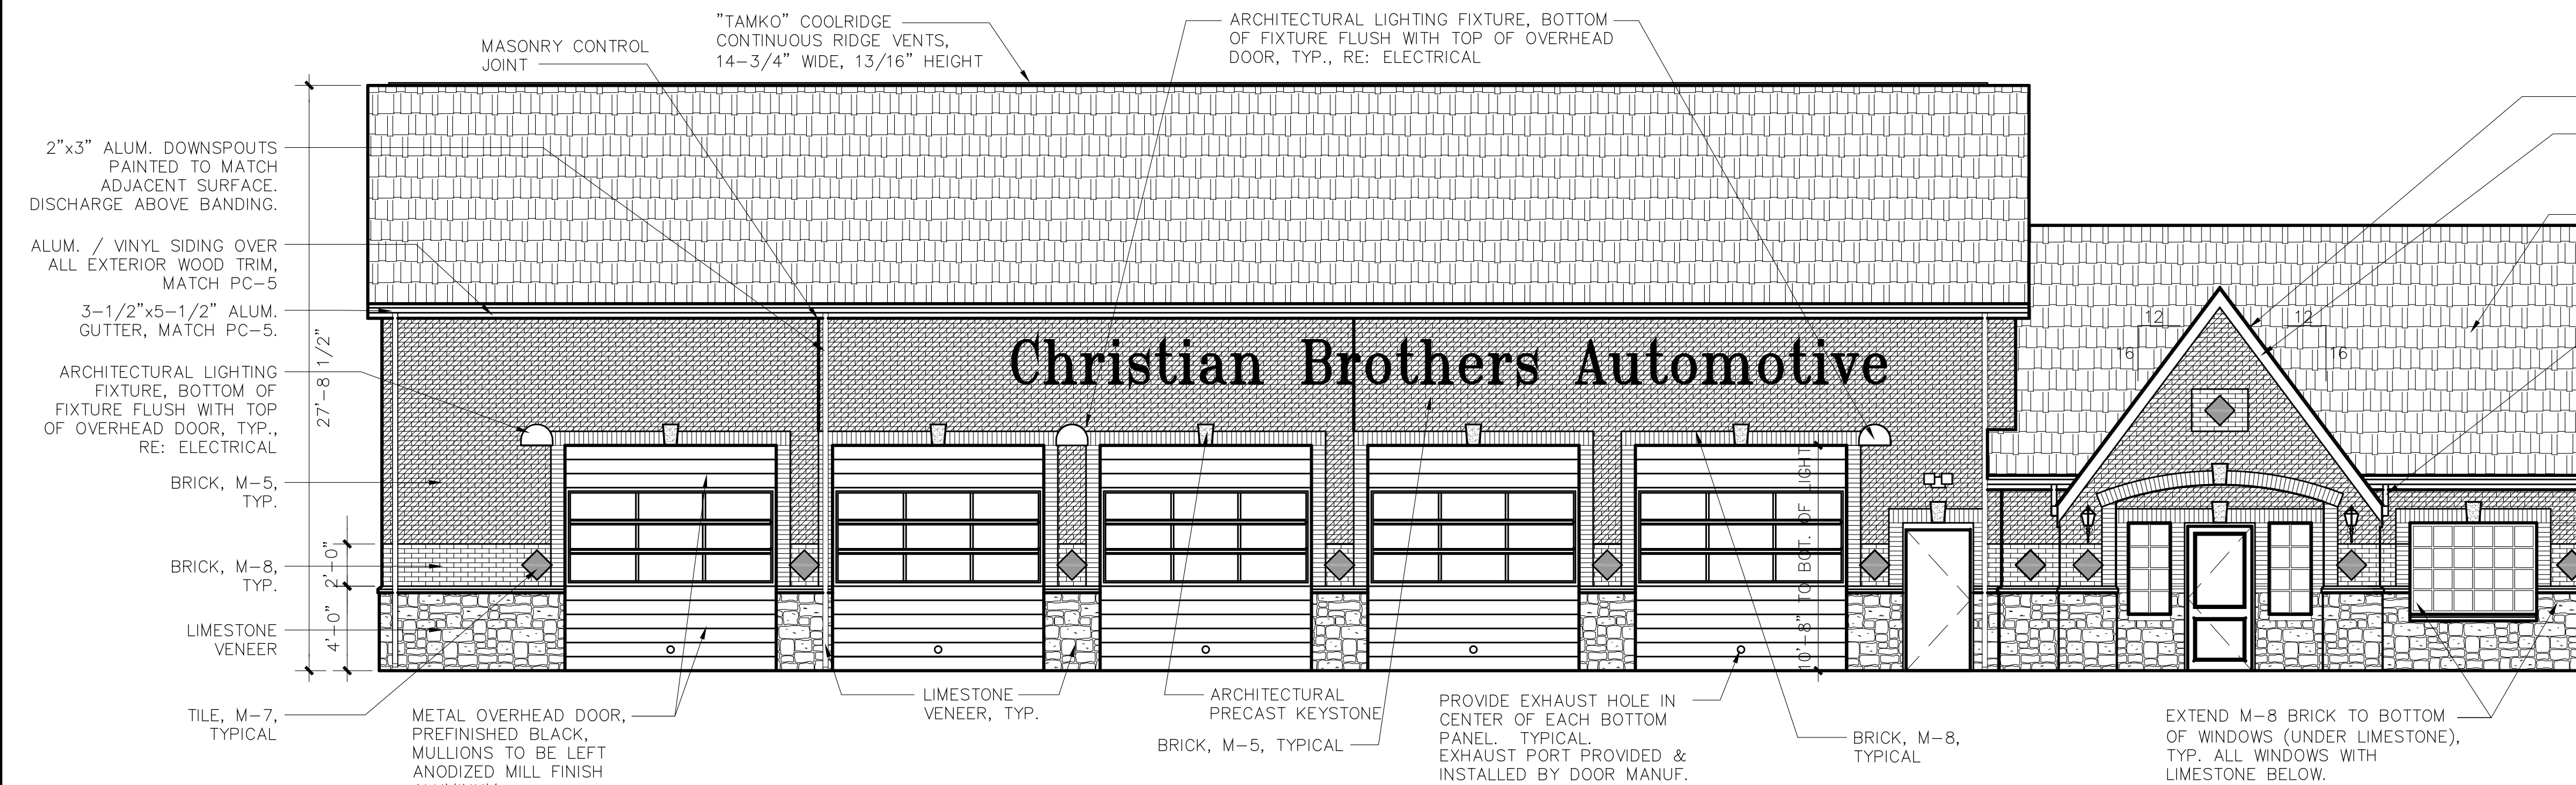 "TAMKO" COOLRIDGE
CONTINUOUS RIDGE VENTS,
14-3/4" WIDE, 13/16" HEIGHT
ARCHITECTURAL LIGHTING FIXTURE, BOTTOM
OF FIXTURE FLUSH WITH TOP OF OVERHEAD
DOOR, TYP., RE: ELECTRICAL
MASONRY CONTROL
JOINT
2"x3" ALUM. DOWNSPOUTS
PAINTED TO MATCH
ADJACENT SURFACE.
DISCHARGE ABOVE BANDING.
ALUM. / VINYL SIDING OVER
ALL EXTERIOR WOOD TRIM,
MATCH PC-5
3-1/2"x5-1/2" ALUM.
GUTTER, MATCH PC-5.
ARCHITECTURAL LIGHTING
FIXTURE, BOTTOM OF
FIXTURE FLUSH WITH TOP
OF OVERHEAD DOOR, TYP.,
RE: ELECTRICAL
BRICK, M-5,
TYP.
BRICK, M-8,
TYP.
LIMESTONE
VENEER
TILE, M-7,
TYPICAL
27'-8 1/2"
2'-0"
4'-0"
Christian Brothers Automotive
12
16
12
16
10'-8" TO BOT. OF LIGHT
METAL OVERHEAD DOOR,
PREFINISHED BLACK,
MULLIONS TO BE LEFT
ANODIZED MILL FINISH
LIMESTONE
VENEER, TYP.
ARCHITECTURAL
PRECAST KEYSTONE
BRICK, M-5, TYPICAL
PROVIDE EXHAUST HOLE IN
CENTER OF EACH BOTTOM
PANEL. TYPICAL.
EXHAUST PORT PROVIDED &
INSTALLED BY DOOR MANUF.
BRICK, M-8,
TYPICAL
EXTEND M-8 BRICK TO BOTTOM
OF WINDOWS (UNDER LIMESTONE),
TYP. ALL WINDOWS WITH
LIMESTONE BELOW.